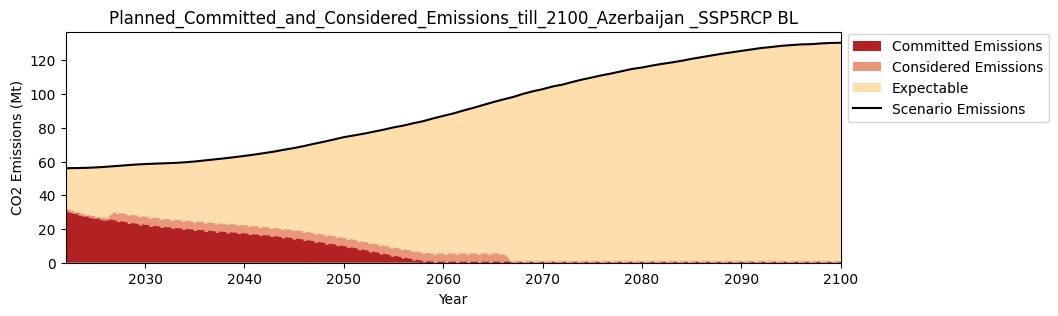 Planned_Committed_and_Considered_Emissions_till_2100_Azerbaijan _SSP5RCP BL
CO2 Emissions (Mt)
120
100
80
60
40
20
0
2030
2040
2050
2060
2070
2080
2090
2100
Year
Committed Emissions
Considered Emissions
Expectable
Scenario Emissions